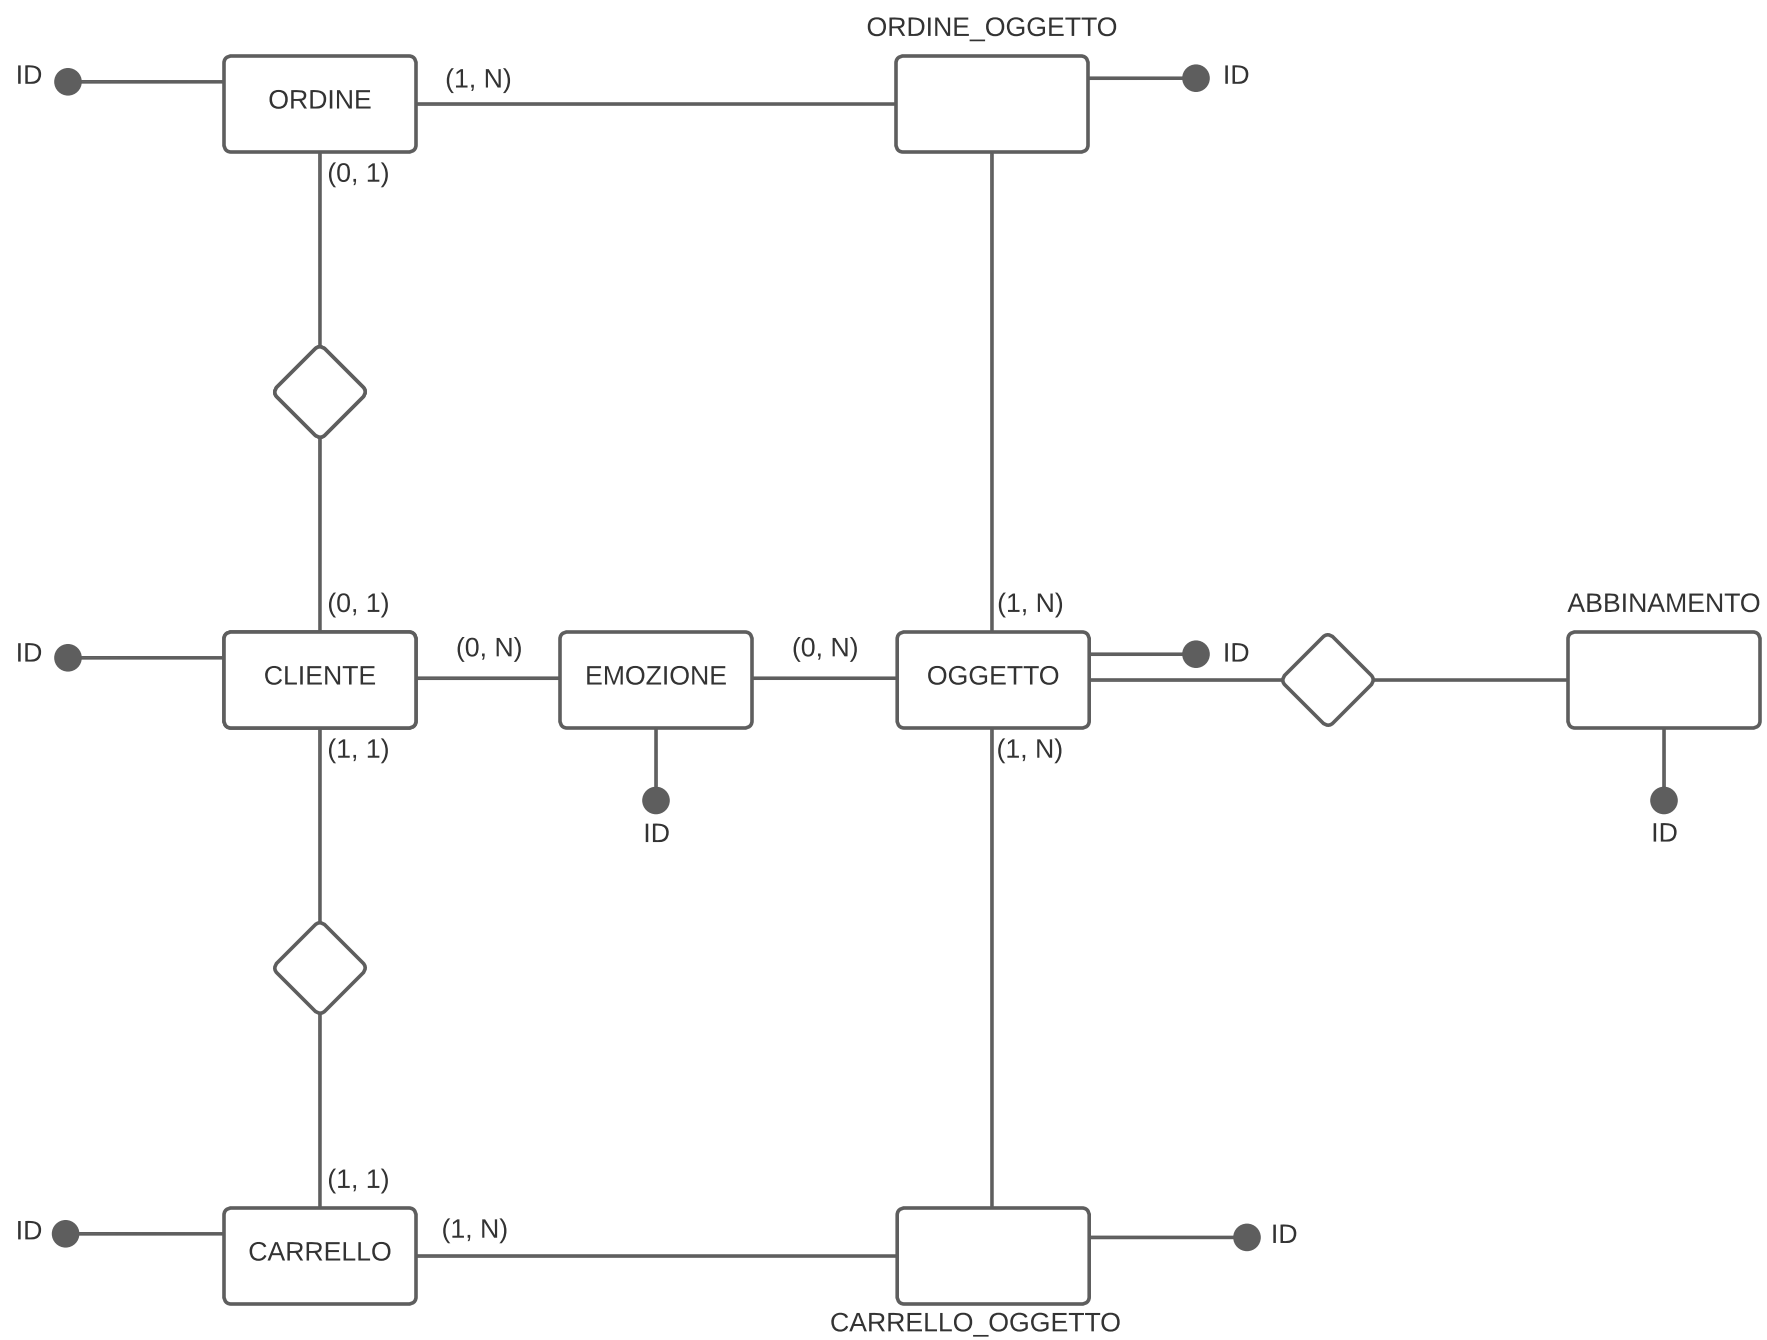 ORDINE_OGGETTO
ID
ORDINE
(1, N)
ID
(0, 1)
(0, 1)
(1, N)
ABBINAMENTO
ID
CLIENTE
(0, N)
EMOZIONE
(0, N)
OGGETTO
ID
(1, 1)
(1, N)
ID
ID
(1, 1)
ID
CARRELLO
(1, N)
ID
CARRELLO_OGGETTO